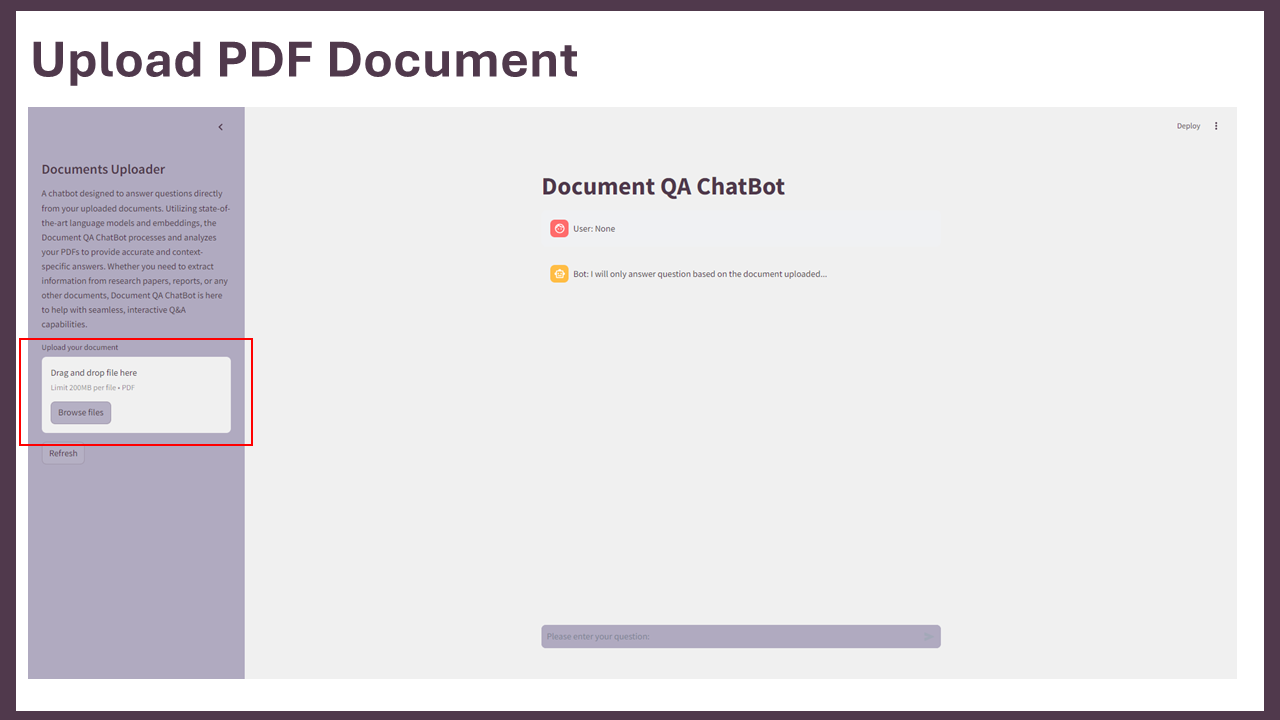 Upload PDF Document
Documents Uploader
A chatbot designed to answer questions directly
from your uploaded documents. Utilizing state-of-
the-art language models and embeddings, the
Document QA ChatBot processes and analyzes
your PDFs to provide accurate and context-
specific answers. Whether you need to extract
information from research papers, reports, or any
other documents, Document QA ChatBot is here
to help with seamless, interactive Q&A
capabilities.
Upload your document
Drag and drop file here
Limit 200MB per file • PDF
Browse files
Refresh
Deploy
Document QA ChatBot
User: None
Bot: I will only answer question based on the document uploaded...
Please enter your question: